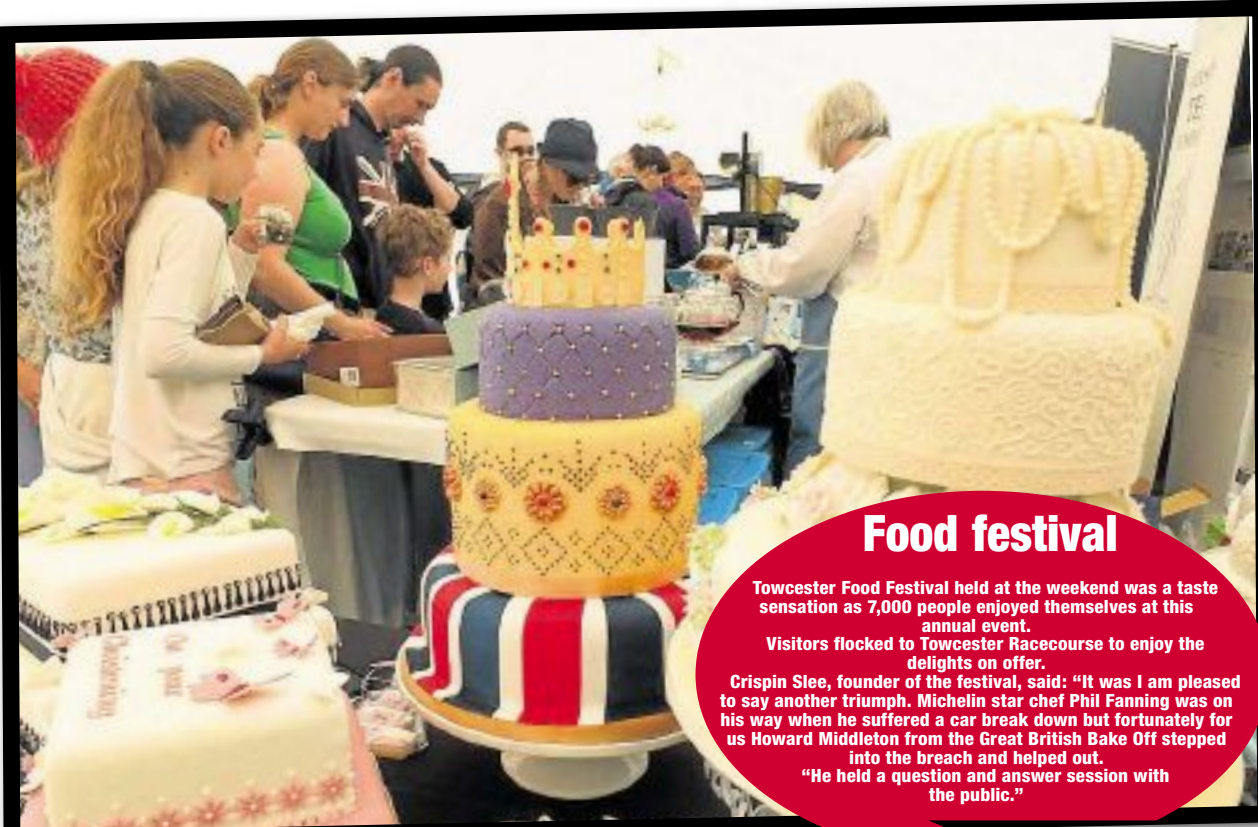 On your
Christening
Food festival
Towcester Food Festival held at the weekend was a taste
sensation as 7,000 people enjoyed themselves at this
annual event.
Visitors flocked to Towcester Racecourse to enjoy the
delights on offer.
Crispin Slee, founder of the festival, said: “It was I am pleased
to say another triumph. Michelin star chef Phil Fanning was on
his way when he suffered a car break down but fortunately for
us Howard Middleton from the Great British Bake Off stepped
into the breach and helped out.
“He held a question and answer session with
the public.”